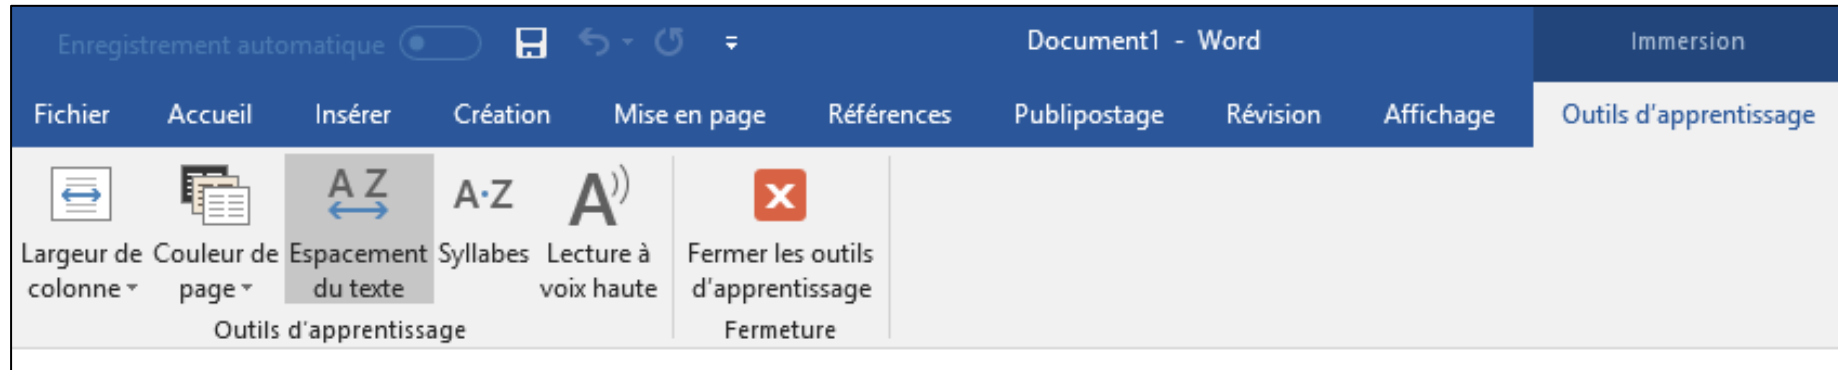 Enregistrement automatique
Document1 - Word
Immersion
Fichier Accueil Insérer Création Mise en page Références Publipostage Révision Affichage Outils d'apprentissage
A Z
A·Z
A
Largeur de colonne
Couleur de page
Espacement du texte
Syllabes
Lecture à voix haute
Fermer les outils d'apprentissage
Outils d'apprentissage
Fermeture